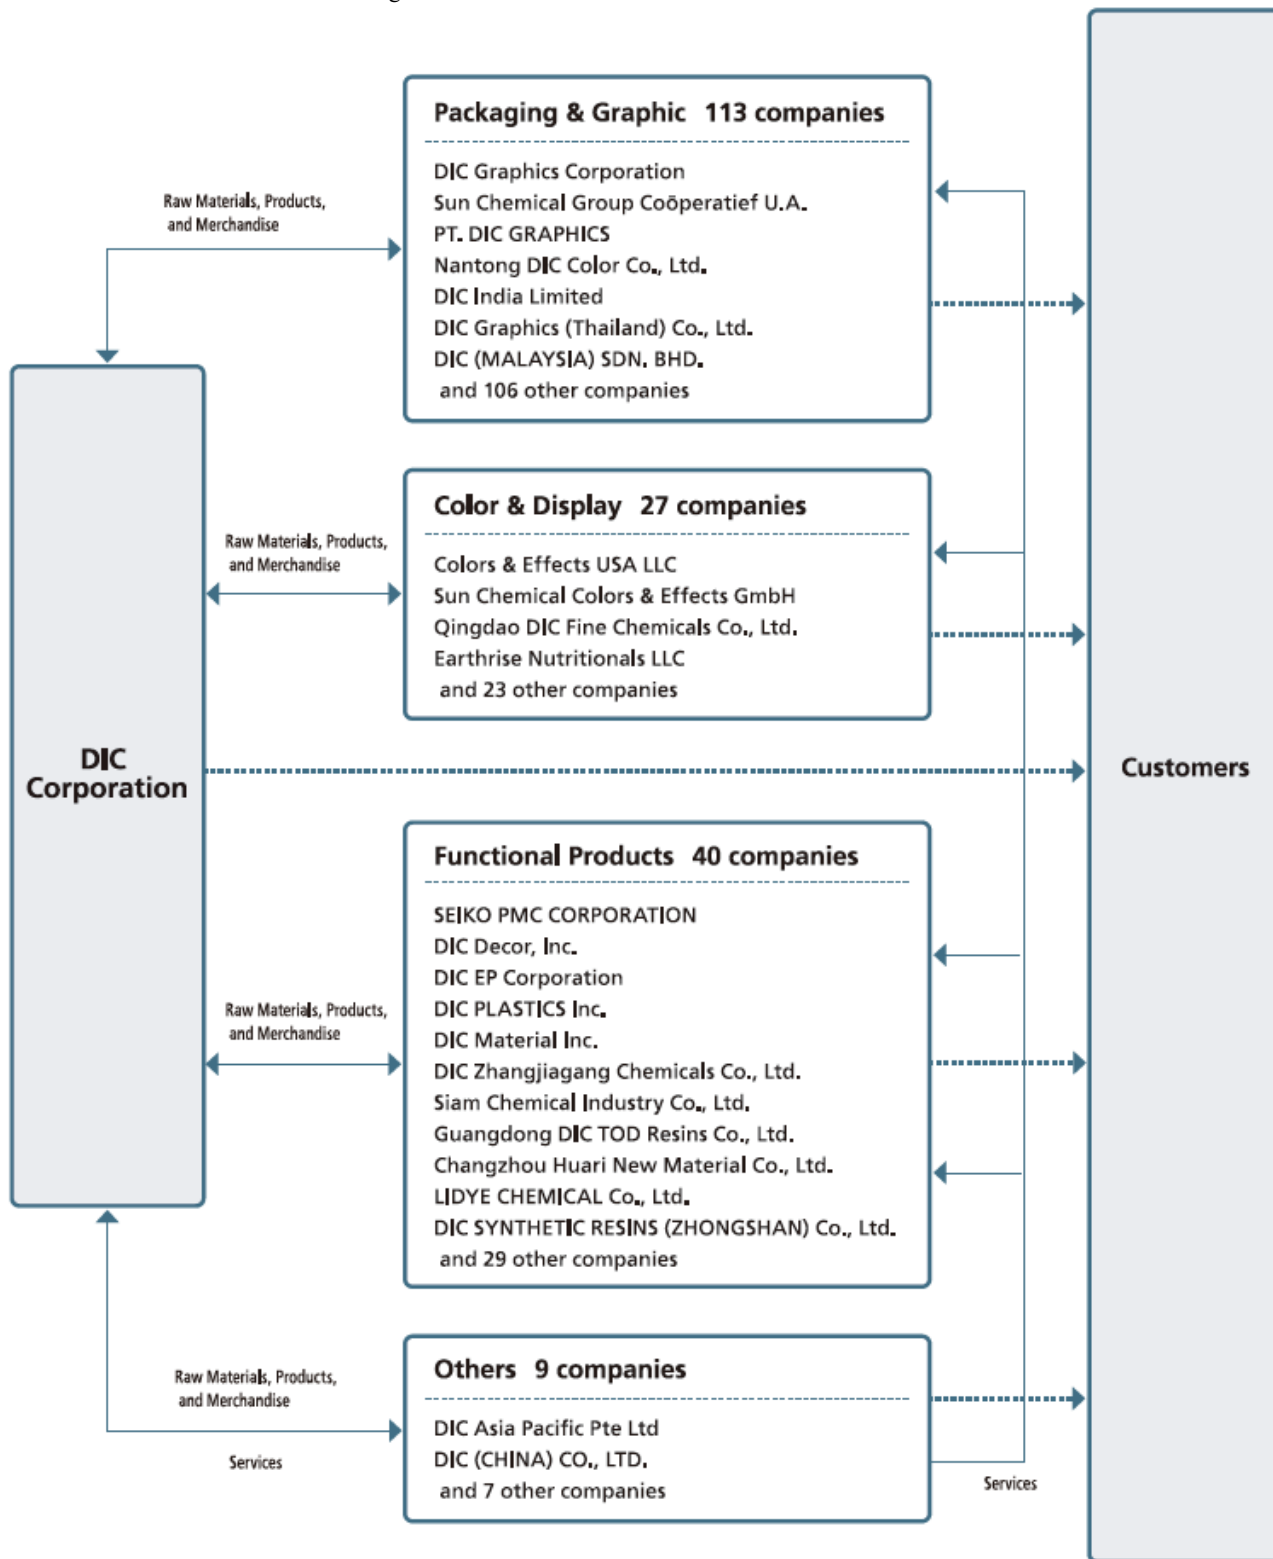 Packaging & Graphic 113 companies
DIC Graphics Corporation
Sun Chemical Group Coöperatief U.A.
PT. DIC GRAPHICS
Nantong DIC Color Co., Ltd.
DIC India Limited
DIC Graphics (Thailand) Co., Ltd.
DIC (MALAYSIA) SDN. BHD.
and 106 other companies
Raw Materials, Products,
and Merchandise
Color & Display 27 companies
Colors & Effects USA LLC
Sun Chemical Colors & Effects GmbH
Qingdao DIC Fine Chemicals Co., Ltd.
Earthrise Nutritionals LLC
and 23 other companies
Raw Materials, Products,
and Merchandise
DIC
Corporation
Customers
Functional Products 40 companies
SEIKO PMC CORPORATION
DIC Decor, Inc.
DIC EP Corporation
DIC PLASTICS Inc.
DIC Material Inc.
DIC Zhangjiagang Chemicals Co., Ltd.
Siam Chemical Industry Co., Ltd.
Guangdong DIC TOD Resins Co., Ltd.
Changzhou Huari New Material Co., Ltd.
LIDYE CHEMICAL Co., Ltd.
DIC SYNTHETIC RESINS (ZHONGSHAN) Co., Ltd.
and 29 other companies
Raw Materials, Products,
and Merchandise
Others 9 companies
DIC Asia Pacific Pte Ltd
DIC (CHINA) CO., LTD.
and 7 other companies
Raw Materials, Products,
and Merchandise
Services
Services